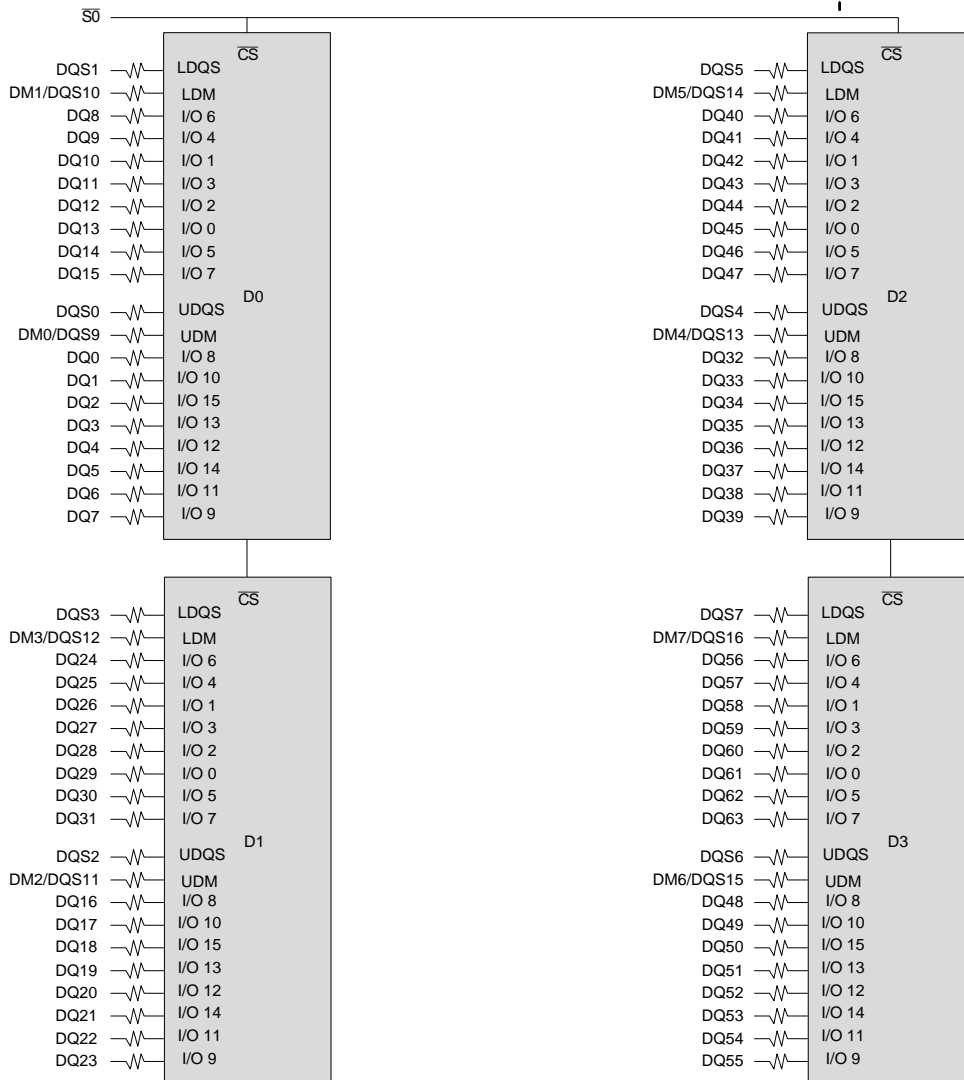 S0
CS
DQS1 LDQS
DM1/DQS10 LDM
DQ8 I/O 6
DQ9 I/O 4
DQ10 I/O 1
DQ11 I/O 3
DQ12 I/O 2
DQ13 I/O 0
DQ14 I/O 5
DQ15 I/O 7
D0
DQS0 UDQS
DM0/DQS9 UDM
DQ0 I/O 8
DQ1 I/O 10
DQ2 I/O 15
DQ3 I/O 13
DQ4 I/O 12
DQ5 I/O 14
DQ6 I/O 11
DQ7 I/O 9
CS
DQS5 LDQS
DM5/DQS14 LDM
DQ40 I/O 6
DQ41 I/O 4
DQ42 I/O 1
DQ43 I/O 3
DQ44 I/O 2
DQ45 I/O 0
DQ46 I/O 5
DQ47 I/O 7
D2
DQS4 UDQS
DM4/DQS13 UDM
DQ32 I/O 8
DQ33 I/O 10
DQ34 I/O 15
DQ35 I/O 13
DQ36 I/O 12
DQ37 I/O 14
DQ38 I/O 11
DQ39 I/O 9
CS
DQS3 LDQS
DM3/DQS12 LDM
DQ24 I/O 6
DQ25 I/O 4
DQ26 I/O 1
DQ27 I/O 3
DQ28 I/O 2
DQ29 I/O 0
DQ30 I/O 5
DQ31 I/O 7
D1
DQS2 UDQS
DM2/DQS11 UDM
DQ16 I/O 8
DQ17 I/O 10
DQ18 I/O 15
DQ19 I/O 13
DQ20 I/O 12
DQ21 I/O 14
DQ22 I/O 11
DQ23 I/O 9
CS
DQS7 LDQS
DM7/DQS16 LDM
DQ56 I/O 6
DQ57 I/O 4
DQ58 I/O 1
DQ59 I/O 3
DQ60 I/O 2
DQ61 I/O 0
DQ62 I/O 5
DQ63 I/O 7
D3
DQS6 UDQS
DM6/DQS15 UDM
DQ48 I/O 8
DQ49 I/O 10
DQ50 I/O 15
DQ51 I/O 13
DQ52 I/O 12
DQ53 I/O 14
DQ54 I/O 11
DQ55 I/O 9